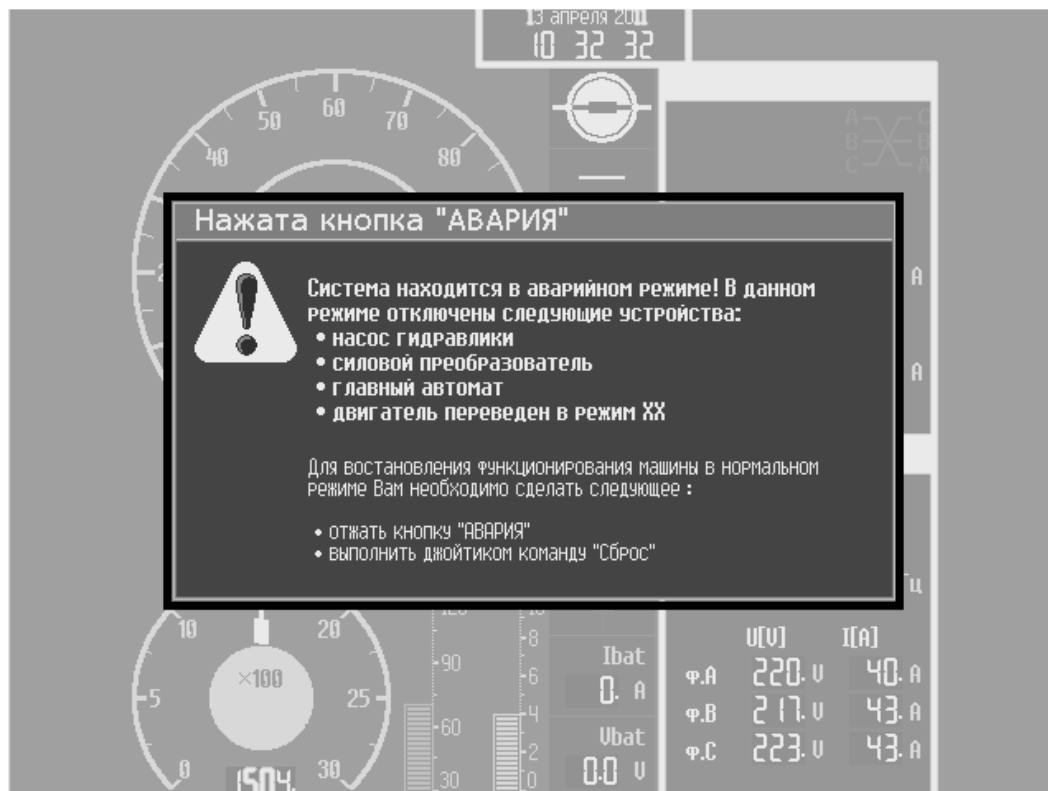 13 апреля 2011
10 32 32
50 60 70
40 80
A C
B B
C A
Нажата кнопка "АВАРИЯ"
Система находится в аварийном режиме! В данном
режиме отключены следующие устройства:
• насос гидравлики
• силовой преобразователь
• главный автомат
• двигатель переведен в режим ХХ
A
A
Для востановления функционирования машины в нормальном
режиме Вам необходимо сделать следующее :
• отжать кнопку "АВАРИЯ"
• выполнить джойтиком команду "Сброс"
10 20
×100
5 25
0 30
1504.
90
60
30
8
6
4
2
0
Ibat
0. A
Vbat
0.0 V
U[V] I[A]
ф.A 220. V 40. A
ф.B 217. V 43. A
ф.C 223. V 43. A